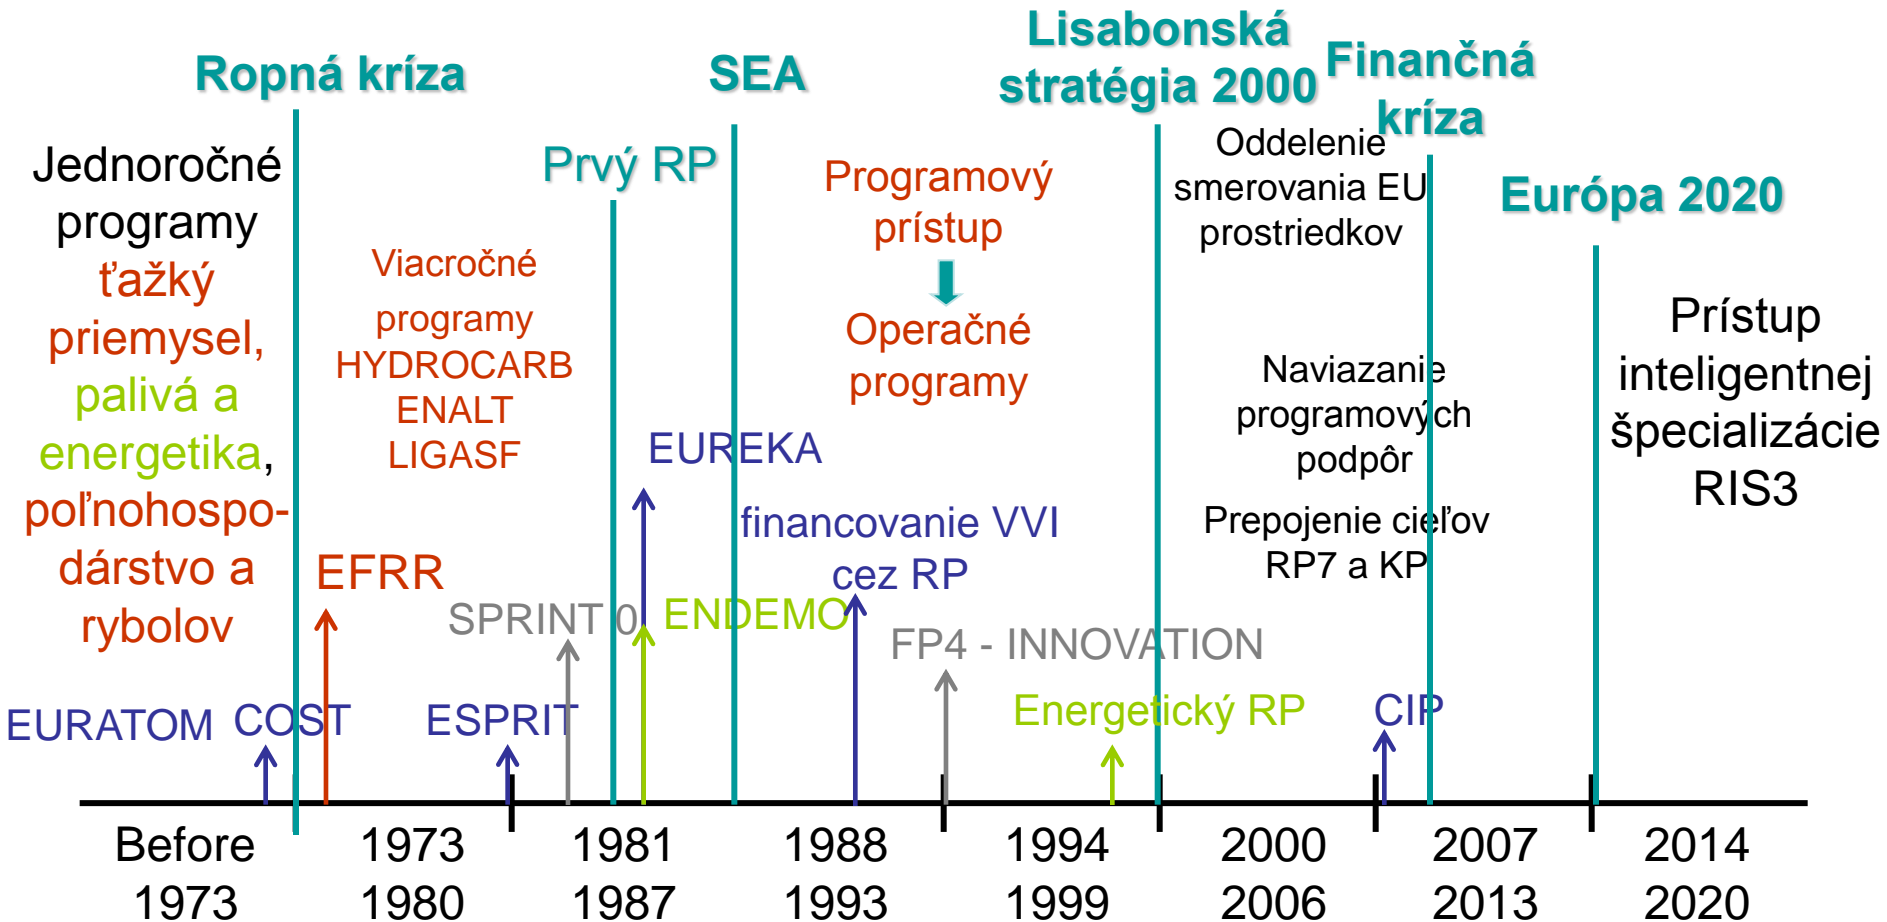 Ropná kríza
SEA
Lisabonská
stratégia 2000
Finančná
kríza
Európa 2020
Jednoročné
programy
ťažký
priemysel,
palivá a
energetika,
poľnohospo-
dárstvo a
rybolov
Viacročné
programy
HYDROCARB
ENALT
LIGASF
Prvý RP
Programový
prístup
Operačné
programy
Oddelenie
smerovania EU
prostriedkov
Naviazanie
programových
podpôr
Prepojenie cieľov
RP7 a KP
Prístup
inteligentnej
špecializácie
RIS3
EUREKA
financovanie VVI
cez RP
EFRR
SPRINT 0
ENDEMO
FP4 - INNOVATION
EURATOM
COST
ESPRIT
Energetický RP
CIP
Before
1973
1973
1980
1981
1987
1988
1993
1994
1999
2000
2006
2007
2013
2014
2020